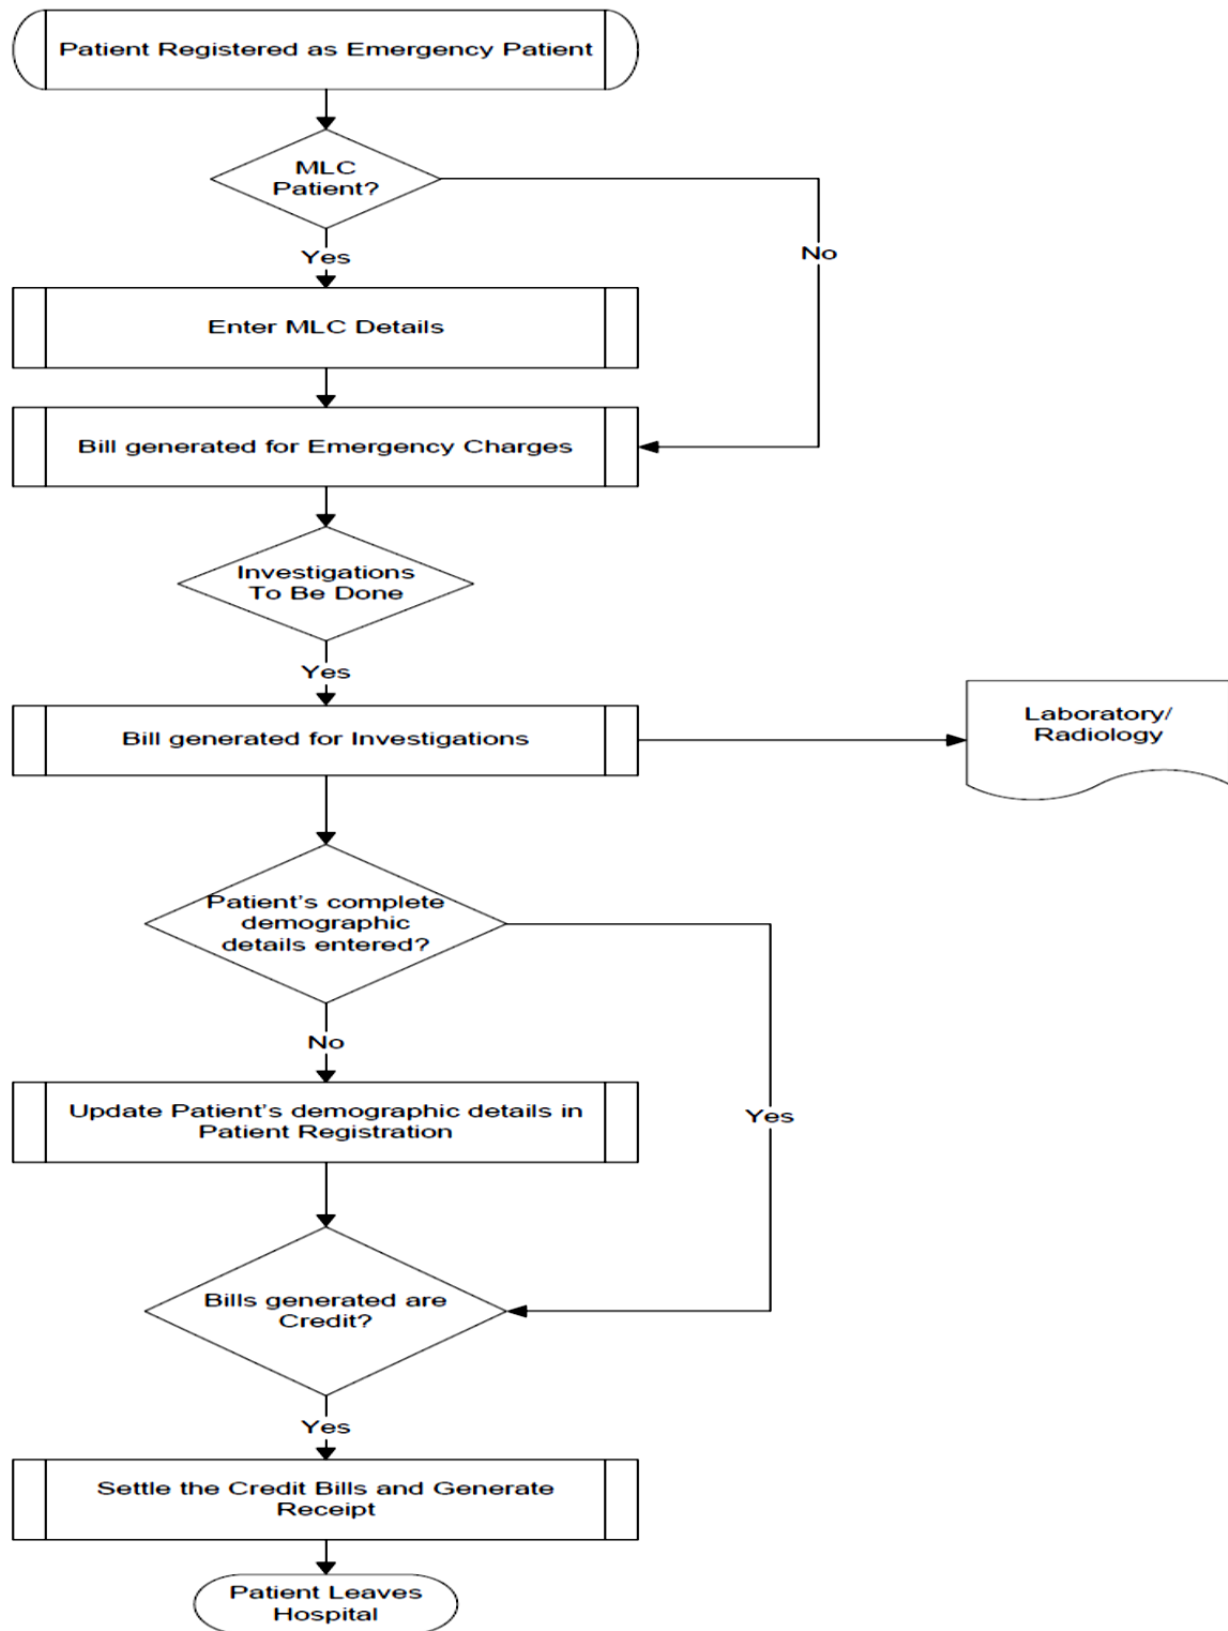 Patient Registered as Emergency Patient
MLC
Patient?
Yes
No
Enter MLC Details
Bill generated for Emergency Charges
Investigations
To Be Done
Yes
Bill generated for Investigations
Laboratory/
Radiology
Patient's complete
demographic
details entered?
No
Yes
Update Patient's demographic details in
Patient Registration
Bills generated are
Credit?
Yes
Settle the Credit Bills and Generate
Receipt
Patient Leaves
Hospital